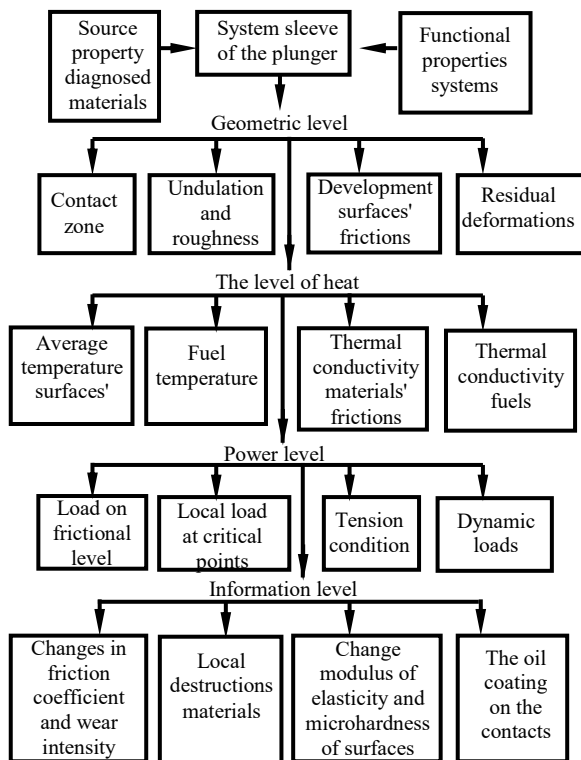 Source
property
diagnosed
materials
System sleeve
of the plunger
Functional
properties
systems
Geometric level
Contact
zone
Undulation
and
roughness
Development
surfaces'
frictions
Residual
deformations
The level of heat
Average
temperature
surfaces'
Fuel
temperature
Thermal
conductivity
materials'
frictions
Thermal
conductivity
fuels
Power level
Load on
frictional
level
Local load
at critical
points
Tension
condition
Dynamic
loads
Information level
Changes in
friction
coefficient
and wear
intensity
Local
destructions
materials
Change
modulus of
elasticity and
microhardness
of surfaces
The oil
coating
on the
contacts